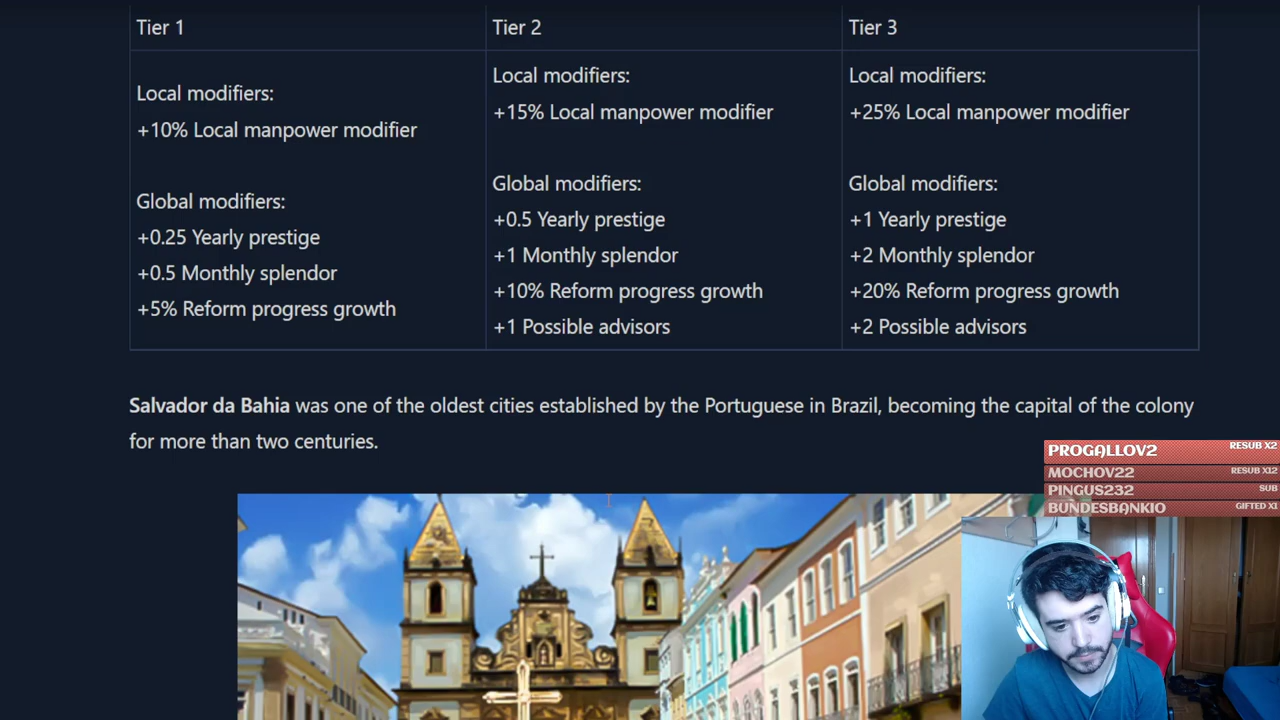 Tier 1
Tier 2
Tier 3
Local modifiers:
+10% Local manpower modifier
Global modifiers:
+0.25 Yearly prestige
+0.5 Monthly splendor
+5% Reform progress growth
Local modifiers:
+15% Local manpower modifier
Global modifiers:
+0.5 Yearly prestige
+1 Monthly splendor
+10% Reform progress growth
+1 Possible advisors
Local modifiers:
+25% Local manpower modifier
Global modifiers:
+1 Yearly prestige
+2 Monthly splendor
+20% Reform progress growth
+2 Possible advisors
Salvador da Bahia was one of the oldest cities established by the Portuguese in Brazil, becoming the capital of the colony
for more than two centuries.
PROGALLOV2 RESUB X2
MOCHOV22 RESUB X12
PINGUS232 SUB
BUNDESBANKIO GIFTED X1